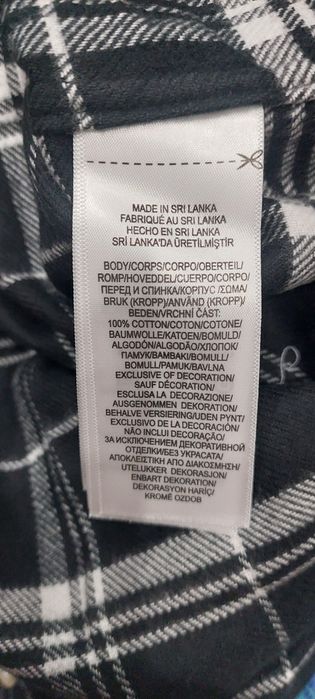 MADE IN SRI LANKA
FABRIQUÉ AU SRI LANKA
HECHO EN SRI LANKA
SRİ LANKA'DA ÜRETİLMİŞTİR
BODY/CORPS/CORPO/OBERTEIL/
ROMP/HOVEDDEL/CUERPO/CORPO/
ПЕРЕД И СПИНКА/КОРПУС /ΣΩΜΑ/
BRUK (KROPP)/ANVÄND (KROPP)/
BEDEN/VRCHNÍ ČÁST:
100% COTTON/COTON/COTONE/
BAUMWOLLE/KATOEN/BOMULD/
ALGODÓN/ALGODÃO/ХЛОПОК/
ПАМУК/ΒΑΜΒΑΚΙ/BOMULL/
BOMULL/PAMUK/BAVLNA
EXCLUSIVE OF DECORATION/
SAUF DÉCORATION/
ESCLUSA LA DECORAZIONE/
AUSGENOMMEN DEKORATION/
BEHALVE VERSIERING/UDEN PYNT/
EXCLUSIVO DE LA DECORACIÓN/
NÃO INCLUI DECORAÇÃO/
ЗА ИСКЛЮЧЕНИЕМ ДЕКОРАТИВНОЙ
ОТДЕЛКИ/БЕЗ УКРАСАТА/
ΑΠΟΚΛΕΙΣΤΙΚΗ ΑΠΟ ΔΙΑΚΟΣΜΗΣΗ/
UTELUKKER DEKORASJON/
ENBART DEKORATION/
DEKORASYON HARİÇ/
KROMĚ OZDOB